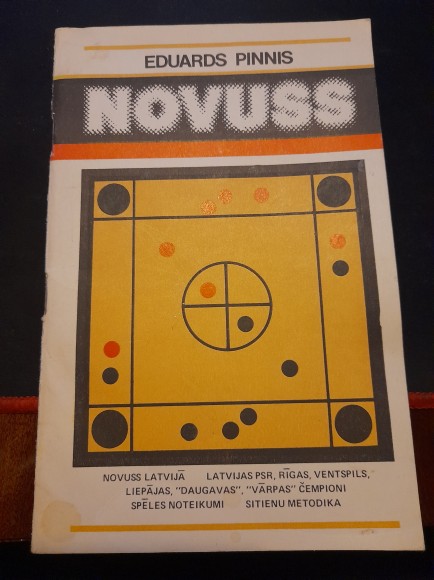 EDUARDS PINNIS
NOVUSS
NOVUSS LATVIJĀ LATVIJAS PSR, RĪGAS, VENTSPILS,
LIEPĀJAS, "DAUGAVAS", "VĀRPAS" ČEMPIONI
SPĒLES NOTEIKUMI SITIENU METODIKA